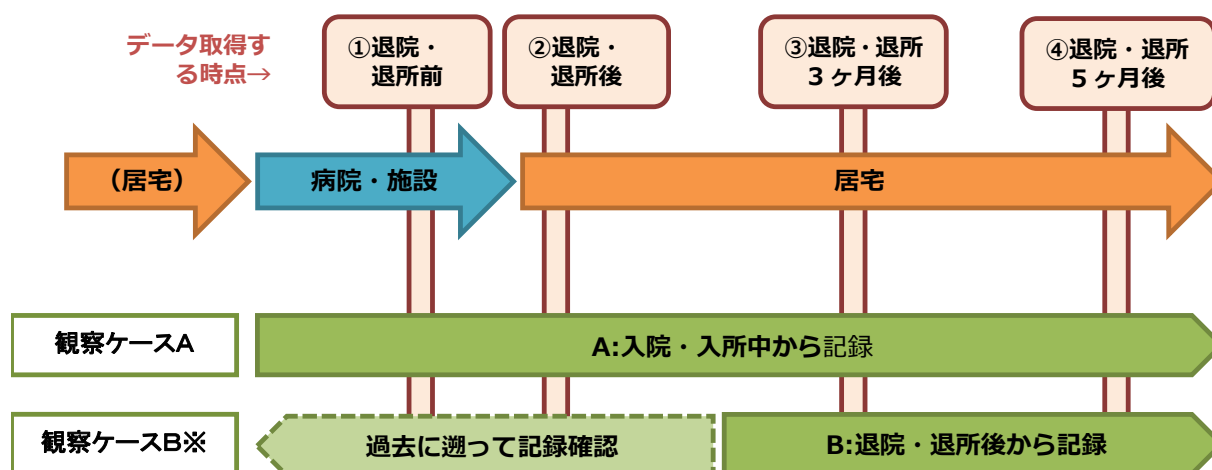 データ取得す
る時点→
①退院・
退所前
②退院・
退所後
③退院・退所
3ヶ月後
④退院・退所
5ヶ月後
（居宅）
病院・施設
居宅
観察ケースA
A:入院・入所中から記録
観察ケースB※
過去に遡って記録確認
B:退院・退所後から記録